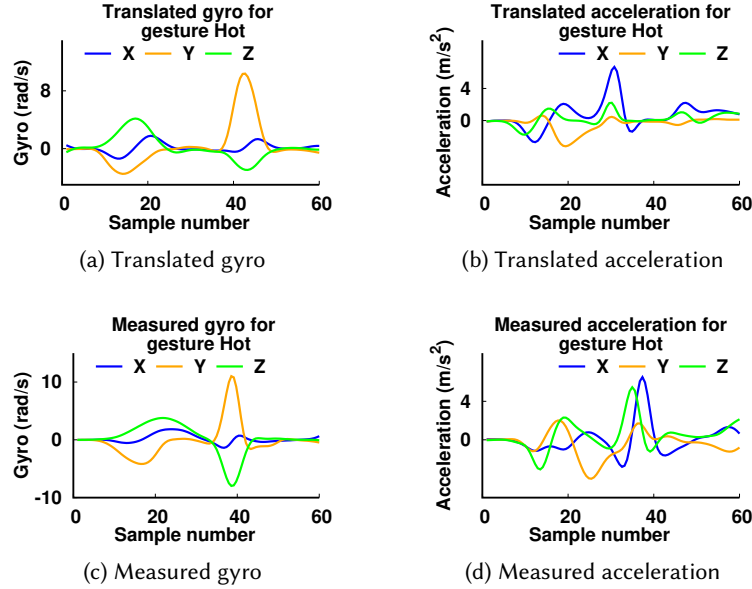 Translated gyro for
gesture Hot
X Y Z
Gyro (rad/s)
8
0
0 20 40 60
Sample number
(a) Translated gyro
Translated acceleration for
gesture Hot
X Y Z
Acceleration (m/s²)
4
0
0 20 40 60
Sample number
(b) Translated acceleration
Measured gyro for
gesture Hot
X Y Z
Gyro (rad/s)
10
0
-10
0 20 40 60
Sample number
(c) Measured gyro
Measured acceleration for
gesture Hot
X Y Z
Acceleration (m/s²)
4
0
0 20 40 60
Sample number
(d) Measured acceleration